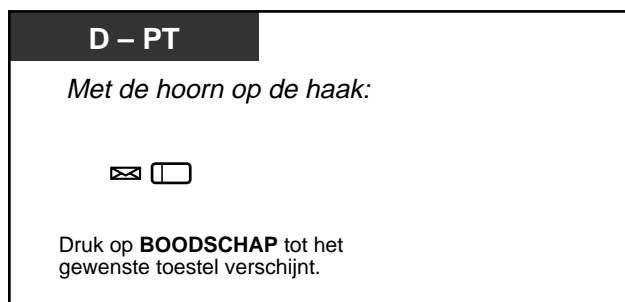 D – PT
Met de hoorn op de haak:
Druk op BOODSCHAP tot het
gewenste toestel verschijnt.